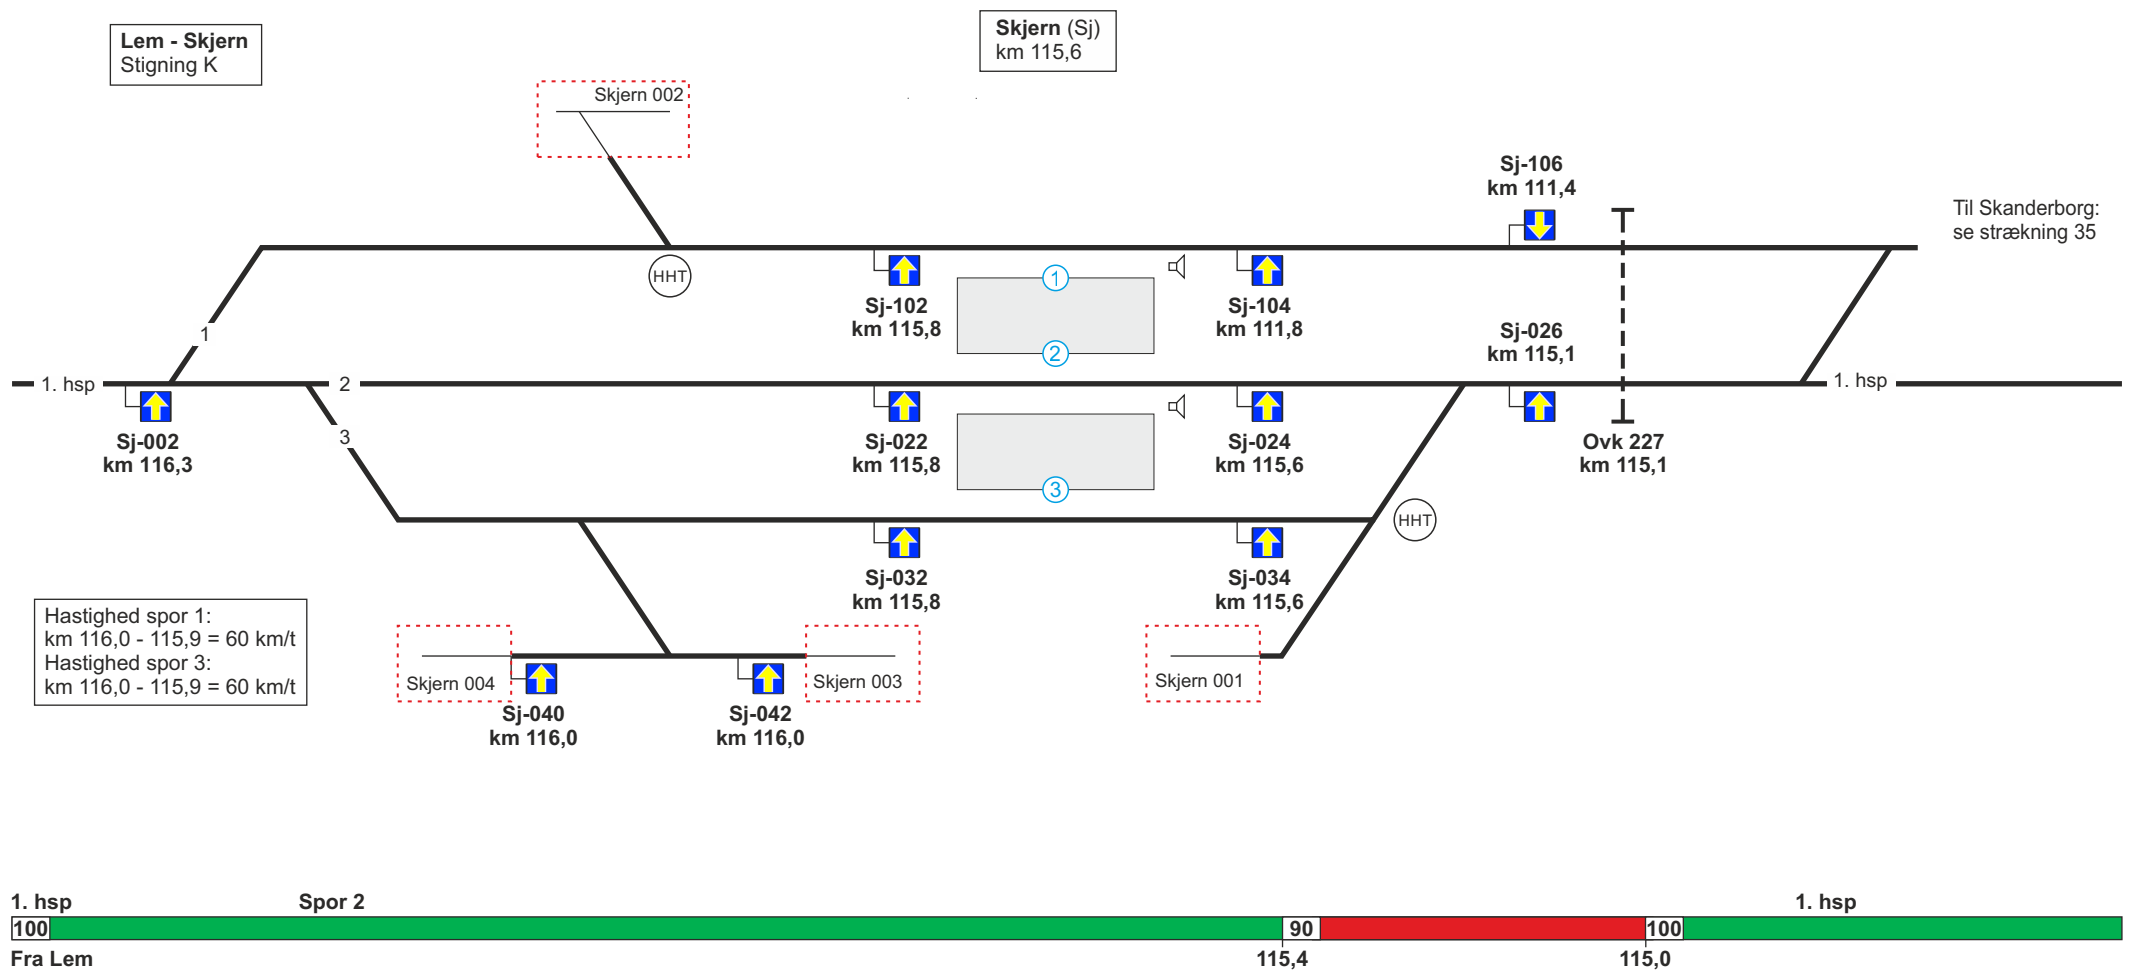 Lem - Skjern
Stigning K
Skjern (Sj)
km 115,6
Skjern 002
Sj-106
km 111,4
Til Skanderborg:
se strækning 35
HHT
1
Sj-102
km 115,8
Sj-104
km 111,8
1
2
Sj-026
km 115,1
1. hsp
2
1. hsp
Sj-002
km 116,3
3
Sj-022
km 115,8
Sj-024
km 115,6
Ovk 227
km 115,1
3
HHT
Sj-032
km 115,8
Sj-034
km 115,6
Hastighed spor 1:
km 116,0 - 115,9 = 60 km/t
Hastighed spor 3:
km 116,0 - 115,9 = 60 km/t
Skjern 004
Skjern 003
Skjern 001
Sj-040
km 116,0
Sj-042
km 116,0
1. hsp
Spor 2
1. hsp
100
90
100
Fra Lem
115,4
115,0